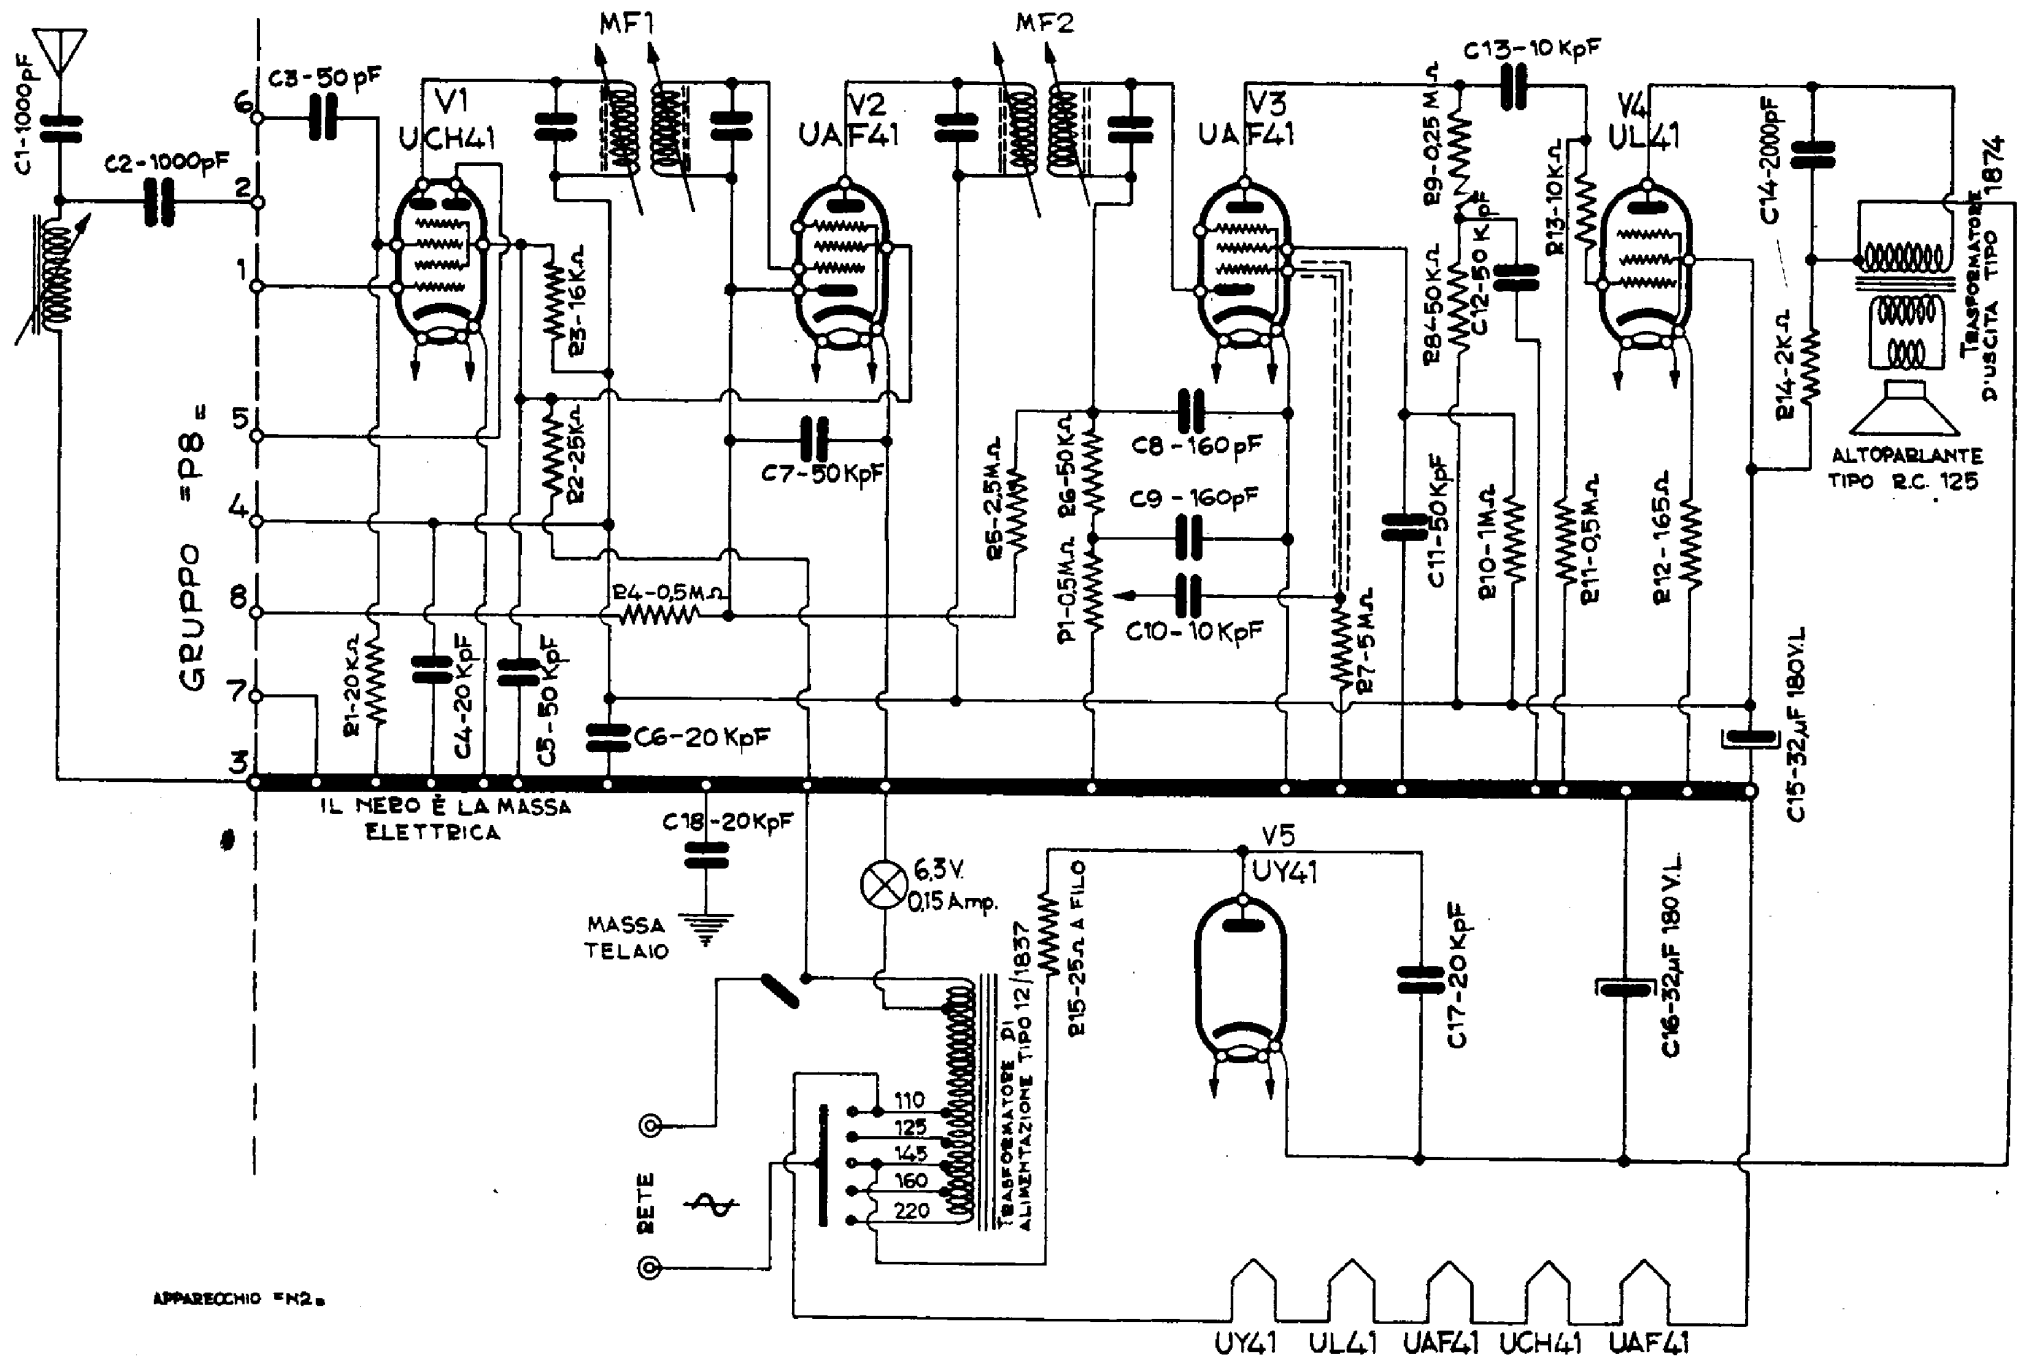 MF1
MF2
C1-1000pF
C3-50pF
C2-1000pF
V1
UCH41
V2
UAF41
V3
UAF41
V4
UL41
C13-10KpF
R9-0,25MΩ
C12-50KpF
R8-50KΩ
R13-10KΩ
C14-2000pF
R14-2KΩ
TRASFORMATORE
D'USCITA TIPO 1874
ALTOPARLANTE
TIPO R.C. 125
6
2
1
5
4
8
7
3
GRUPPO =P8=
R3-16KΩ
R2-25KΩ
C7-50KpF
R4-0,5MΩ
R5-2,5MΩ
R6-50KΩ
P1-0,5MΩ
C8-160pF
C9-160pF
C10-10KpF
R7-5MΩ
C11-50KpF
R10-1MΩ
R11-0,5MΩ
R12-165Ω
R1-20KΩ
C4-20KpF
C5-50KpF
C6-20KpF
C15-32µF 180V.L.
IL NERO È LA MASSA
ELETTRICA
C18-20KpF
MASSA
TELAIO
6,3V.
0,15Amp.
TRASFORMATORE DI
ALIMENTAZIONE TIPO 12/1837
R15-25Ω A FILO
V5
UY41
C17-20KpF
C16-32µF 180V.L.
RETE
110
125
145
160
220
UY41
UL41
UAF41
UCH41
UAF41
APPARECCHIO =N2=